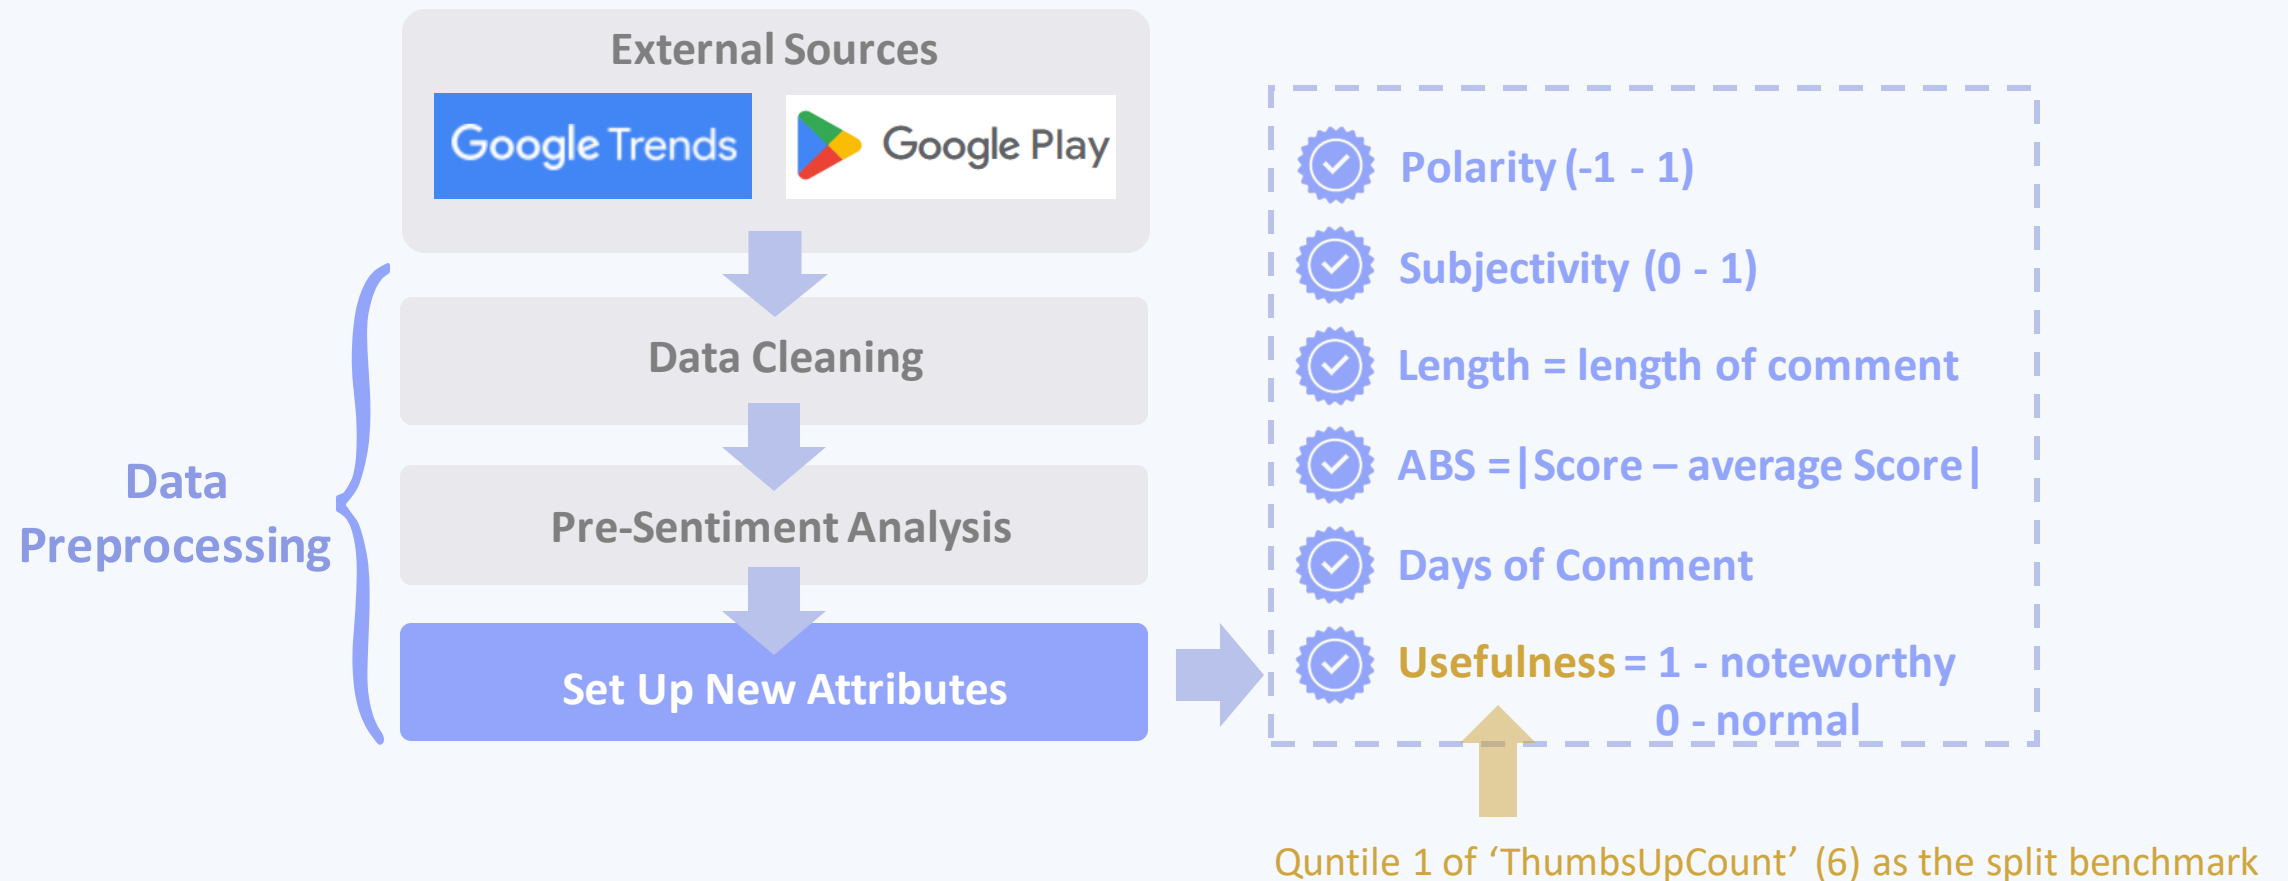 External Sources
Google Trends
Google Play
Data Cleaning
Pre-Sentiment Analysis
Set Up New Attributes
Data
Preprocessing
Polarity (-1 - 1)
Subjectivity (0 - 1)
Length = length of comment
ABS =|Score – average Score|
Days of Comment
Usefulness = 1 - noteworthy
0 - normal
Quntile 1 of ‘ThumbsUpCount’ (6) as the split benchmark